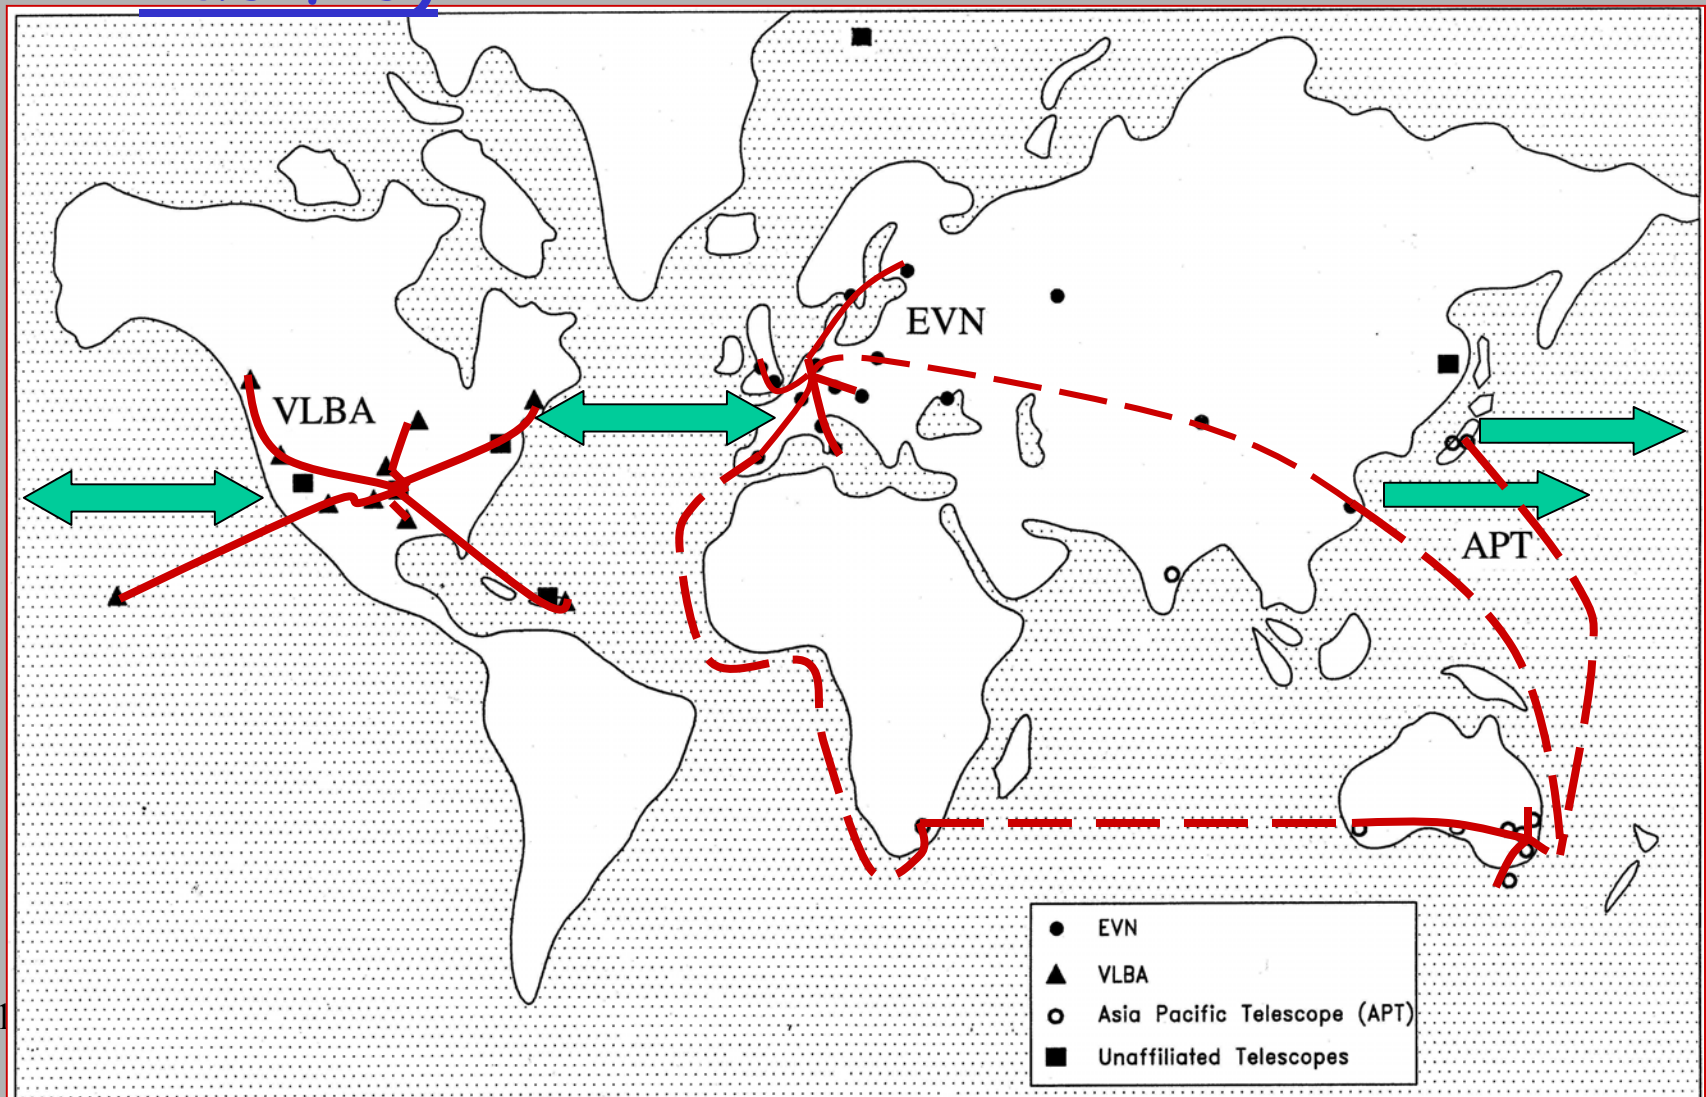 EVN
VLBA
APT
EVN
VLBA
Asia Pacific Telescope (APT)
Unaffiliated Telescopes